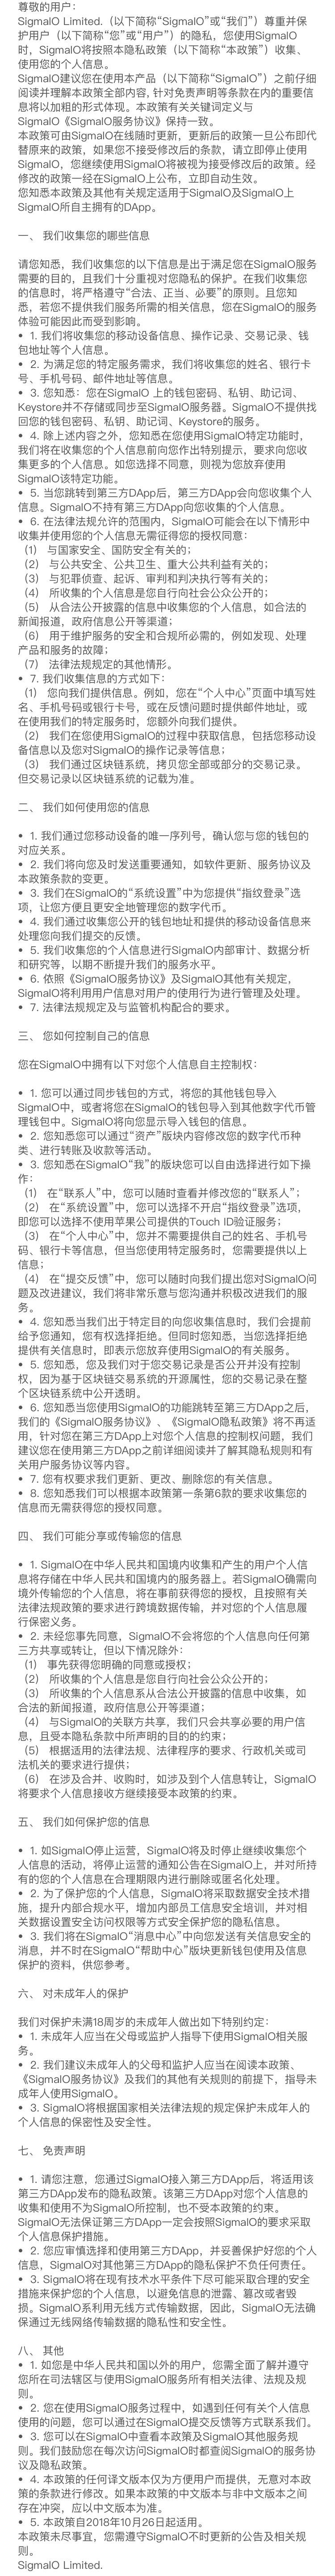 尊敬的用户：
SigmaIO Limited.（以下简称“SigmaIO”或“我们”）尊重并保
护用户（以下简称“您”或“用户”）的隐私，您使用SigmaIO
时，SigmaIO将按照本隐私政策（以下简称“本政策”）收集、
使用您的个人信息。
SigmaIO建议您在使用本产品（以下简称“SigmaIO”）之前仔细
阅读并理解本政策全部内容, 针对免责声明等条款在内的重要信
息将以加粗的形式体现。本政策有关关键词定义与
SigmaIO《SigmaIO服务协议》保持一致。
本政策可由SigmaIO在线随时更新，更新后的政策一旦公布即代
替原来的政策，如果您不接受修改后的条款，请立即停止使用
SigmaIO，您继续使用SigmaIO将被视为接受修改后的政策。经
修改的政策一经在SigmaIO上公布，立即自动生效。
您知悉本政策及其他有关规定适用于SigmaIO及SigmaIO上
SigmaIO所自主拥有的DApp。
一、 我们收集您的哪些信息
请您知悉，我们收集您的以下信息是出于满足您在SigmaIO服务
需要的目的，且我们十分重视对您隐私的保护。在我们收集您
的信息时，将严格遵守“合法、正当、必要”的原则。且您知
悉，若您不提供我们服务所需的相关信息，您在SigmaIO的服务
体验可能因此而受到影响。
• 1. 我们将收集您的移动设备信息、操作记录、交易记录、钱
包地址等个人信息。
• 2. 为满足您的特定服务需求，我们将收集您的姓名、银行卡
号、手机号码、邮件地址等信息。
• 3. 您知悉：您在SigmaIO 上的钱包密码、私钥、助记词、
Keystore并不存储或同步至SigmaIO服务器。SigmaIO不提供找
回您的钱包密码、私钥、助记词、Keystore的服务。
• 4. 除上述内容之外，您知悉在您使用SigmaIO特定功能时，
我们将在收集您的个人信息前向您作出特别提示，要求向您收
集更多的个人信息。如您选择不同意，则视为您放弃使用
SigmaIO该特定功能。
• 5. 当您跳转到第三方DApp后，第三方DApp会向您收集个人
信息。SigmaIO不持有第三方DApp向您收集的个人信息。
• 6. 在法律法规允许的范围内，SigmaIO可能会在以下情形中
收集并使用您的个人信息无需征得您的授权同意：
（1） 与国家安全、国防安全有关的；
（2） 与公共安全、公共卫生、重大公共利益有关的；
（3） 与犯罪侦查、起诉、审判和判决执行等有关的；
（4） 所收集的个人信息是您自行向社会公众公开的；
（5） 从合法公开披露的信息中收集您的个人信息，如合法的
新闻报道，政府信息公开等渠道；
（6） 用于维护服务的安全和合规所必需的，例如发现、处理
产品和服务的故障；
（7） 法律法规规定的其他情形。
• 7. 我们收集信息的方式如下：
（1） 您向我们提供信息。例如，您在“个人中心”页面中填写姓
名、手机号码或银行卡号，或在反馈问题时提供邮件地址，或
在使用我们的特定服务时，您额外向我们提供。
（2） 我们在您使用SigmaIO的过程中获取信息，包括您移动设
备信息以及您对SigmaIO的操作记录等信息；
（3） 我们通过区块链系统，拷贝您全部或部分的交易记录。
但交易记录以区块链系统的记载为准。
二、 我们如何使用您的信息
• 1. 我们通过您移动设备的唯一序列号，确认您与您的钱包的
对应关系。
• 2. 我们将向您及时发送重要通知，如软件更新、服务协议及
本政策条款的变更。
• 3. 我们在SigmaIO的“系统设置”中为您提供“指纹登录”选
项，让您方便且更安全地管理您的数字代币。
• 4. 我们通过收集您公开的钱包地址和提供的移动设备信息来
处理您向我们提交的反馈。
• 5. 我们收集您的个人信息进行SigmaIO内部审计、数据分析
和研究等，以期不断提升我们的服务水平。
• 6. 依照《SigmaIO服务协议》及SigmaIO其他有关规定，
SigmaIO将利用用户信息对用户的使用行为进行管理及处理。
• 7. 法律法规规定及与监管机构配合的要求。
三、 您如何控制自己的信息
您在SigmaIO中拥有以下对您个人信息自主控制权：
• 1. 您可以通过同步钱包的方式，将您的其他钱包导入
SigmaIO中，或者将您在SigmaIO的钱包导入到其他数字代币管
理钱包中。SigmaIO将向您显示导入钱包的信息。
• 2. 您知悉您可以通过“资产”版块内容修改您的数字代币种
类、进行转账及收款等活动。
• 3. 您知悉在SigmaIO“我”的版块您可以自由选择进行如下操
作：
（1） 在“联系人”中，您可以随时查看并修改您的“联系人”；
（2） 在“系统设置”中，您可以选择不开启“指纹登录”选项，
即您可以选择不使用苹果公司提供的Touch ID验证服务；
（3） 在“个人中心”中，您并不需要提供自己的姓名、手机号
码、银行卡等信息，但当您使用特定服务时，您需要提供以上
信息；
（4） 在“提交反馈”中，您可以随时向我们提出您对SigmaIO问
题及改进建议，我们将非常乐意与您沟通并积极改进我们的服
务。
• 4. 您知悉当我们出于特定目的向您收集信息时，我们会提前
给予您通知，您有权选择拒绝。但同时您知悉，当您选择拒绝
提供有关信息时，即表示您放弃使用SigmaIO的有关服务。
• 5. 您知悉，您及我们对于您交易记录是否公开并没有控制
权，因为基于区块链交易系统的开源属性，您的交易记录在整
个区块链系统中公开透明。
• 6. 您知悉当您使用SigmaIO的功能跳转至第三方DApp之后，
我们的《SigmaIO服务协议》、《SigmaIO隐私政策》将不再适
用，针对您在第三方DApp上对您个人信息的控制权问题，我们
建议您在使用第三方DApp之前详细阅读并了解其隐私规则和有
关用户服务协议等内容。
• 7. 您有权要求我们更新、更改、删除您的有关信息。
• 8. 您知悉我们可以根据本政策第一条第6款的要求收集您的
信息而无需获得您的授权同意。
四、 我们可能分享或传输您的信息
• 1. SigmaIO在中华人民共和国境内收集和产生的用户个人信
息将存储在中华人民共和国境内的服务器上。若SigmaIO确需向
境外传输您的个人信息，将在事前获得您的授权，且按照有关
法律法规政策的要求进行跨境数据传输，并对您的个人信息履
行保密义务。
• 2. 未经您事先同意，SigmaIO不会将您的个人信息向任何第
三方共享或转让，但以下情况除外：
（1） 事先获得您明确的同意或授权；
（2） 所收集的个人信息是您自行向社会公众公开的；
（3） 所收集的个人信息系从合法公开披露的信息中收集，如
合法的新闻报道，政府信息公开等渠道；
（4） 与SigmaIO的关联方共享，我们只会共享必要的用户信
息，且受本隐私条款中所声明的目的的约束；
（5） 根据适用的法律法规、法律程序的要求、行政机关或司
法机关的要求进行提供；
（6） 在涉及合并、收购时，如涉及到个人信息转让，SigmaIO
将要求个人信息接收方继续接受本政策的约束。
五、 我们如何保护您的信息
• 1. 如SigmaIO停止运营，SigmaIO将及时停止继续收集您个
人信息的活动，将停止运营的通知公告在SigmaIO上，并对所持
有的您的个人信息在合理期限内进行删除或匿名化处理。
• 2. 为了保护您的个人信息，SigmaIO将采取数据安全技术措
施，提升内部合规水平，增加内部员工信息安全培训，并对相
关数据设置安全访问权限等方式安全保护您的隐私信息。
• 3. 我们将在SigmaIO“消息中心”中向您发送有关信息安全的
消息，并不时在SigmaIO“帮助中心”版块更新钱包使用及信息
保护的资料，供您参考。
六、 对未成年人的保护
我们对保护未满18周岁的未成年人做出如下特别约定：
• 1. 未成年人应当在父母或监护人指导下使用SigmaIO相关服
务。
• 2. 我们建议未成年人的父母和监护人应当在阅读本政策、
《SigmaIO服务协议》及我们的其他有关规则的前提下，指导未
成年人使用SigmaIO。
• 3. SigmaIO将根据国家相关法律法规的规定保护未成年人的
个人信息的保密性及安全性。
七、 免责声明
• 1. 请您注意，您通过SigmaIO接入第三方DApp后，将适用该
第三方DApp发布的隐私政策。该第三方DApp对您个人信息的
收集和使用不为SigmaIO所控制，也不受本政策的约束。
SigmaIO无法保证第三方DApp一定会按照SigmaIO的要求采取
个人信息保护措施。
• 2. 您应审慎选择和使用第三方DApp，并妥善保护好您的个人
信息，SigmaIO对其他第三方DApp的隐私保护不负任何责任。
• 3. SigmaIO将在现有技术水平条件下尽可能采取合理的安全
措施来保护您的个人信息，以避免信息的泄露、篡改或者毁
损。SigmaIO系利用无线方式传输数据，因此，SigmaIO无法确
保通过无线网络传输数据的隐私性和安全性。
八、 其他
• 1. 如您是中华人民共和国以外的用户，您需全面了解并遵守
您所在司法辖区与使用SigmaIO服务所有相关法律、法规及规
则。
• 2. 您在使用SigmaIO服务过程中，如遇到任何有关个人信息
使用的问题，您可以通过在SigmaIO提交反馈等方式联系我们。
• 3. 您可以在SigmaIO中查看本政策及SigmaIO其他服务规
则。我们鼓励您在每次访问SigmaIO时都查阅SigmaIO的服务协
议及隐私政策。
• 4. 本政策的任何译文版本仅为方便用户而提供，无意对本政
策的条款进行修改。如果本政策的中文版本与非中文版本之间
存在冲突，应以中文版本为准。
• 5. 本政策自2018年10月26日起适用。
本政策未尽事宜，您需遵守SigmaIO不时更新的公告及相关规
则。
SigmaIO Limited.